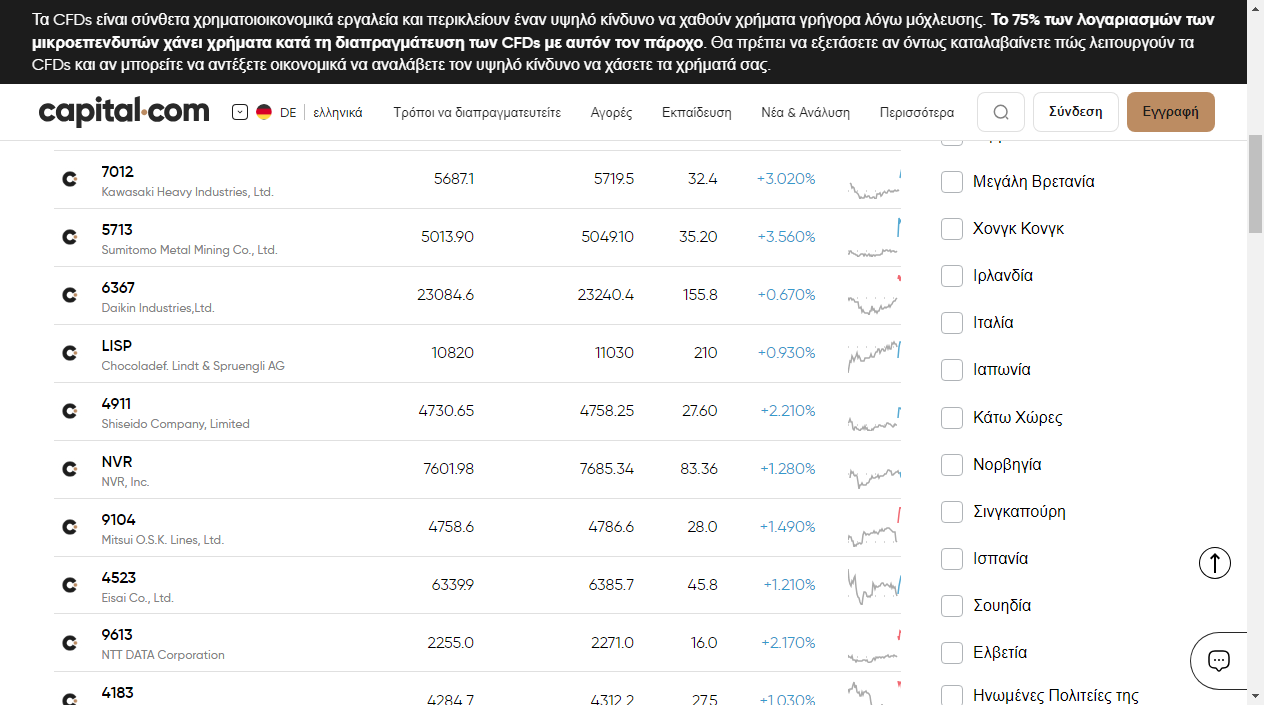 Τα CFDs είναι σύνθετα χρηματοιοικονομικά εργαλεία και περικλείουν έναν υψηλό κίνδυνο να χαθούν χρήματα γρήγορα λόγω μόχλευσης. Το 75% των λογαριασμών των
μικροεπενδυτών χάνει χρήματα κατά τη διαπραγμάτευση των CFDs με αυτόν τον πάροχο. Θα πρέπει να εξετάσετε αν όντως καταλαβαίνετε πώς λειτουργούν τα
CFDs και αν μπορείτε να αντέξετε οικονομικά να αναλάβετε τον υψηλό κίνδυνο να χάσετε τα χρήματά σας.
capital.com DE ελληνικά Τρόποι να διαπραγματευτείτε Αγορές Εκπαίδευση Νέα & Ανάλυση Περισσότερα Σύνδεση Εγγραφή
7012 5687.1 5719.5 32.4 +3.020%
Kawasaki Heavy Industries, Ltd.
5713 5013.90 5049.10 35.20 +3.560%
Sumitomo Metal Mining Co., Ltd.
6367 23084.6 23240.4 155.8 +0.670%
Daikin Industries,Ltd.
LISP 10820 11030 210 +0.930%
Chocoladef. Lindt & Spruengli AG
4911 4730.65 4758.25 27.60 +2.210%
Shiseido Company, Limited
NVR 7601.98 7685.34 83.36 +1.280%
NVR, Inc.
9104 4758.6 4786.6 28.0 +1.490%
Mitsui O.S.K. Lines, Ltd.
4523 6339.9 6385.7 45.8 +1.210%
Eisai Co., Ltd.
9613 2255.0 2271.0 16.0 +2.170%
NTT DATA Corporation
4183 4284.7 4312.2 27.5 +1.030%
Μεγάλη Βρετανία
Χονγκ Κονγκ
Ιρλανδία
Ιταλία
Ιαπωνία
Κάτω Χώρες
Νορβηγία
Σινγκαπούρη
Ισπανία
Σουηδία
Ελβετία
Ηνωμένες Πολιτείες της